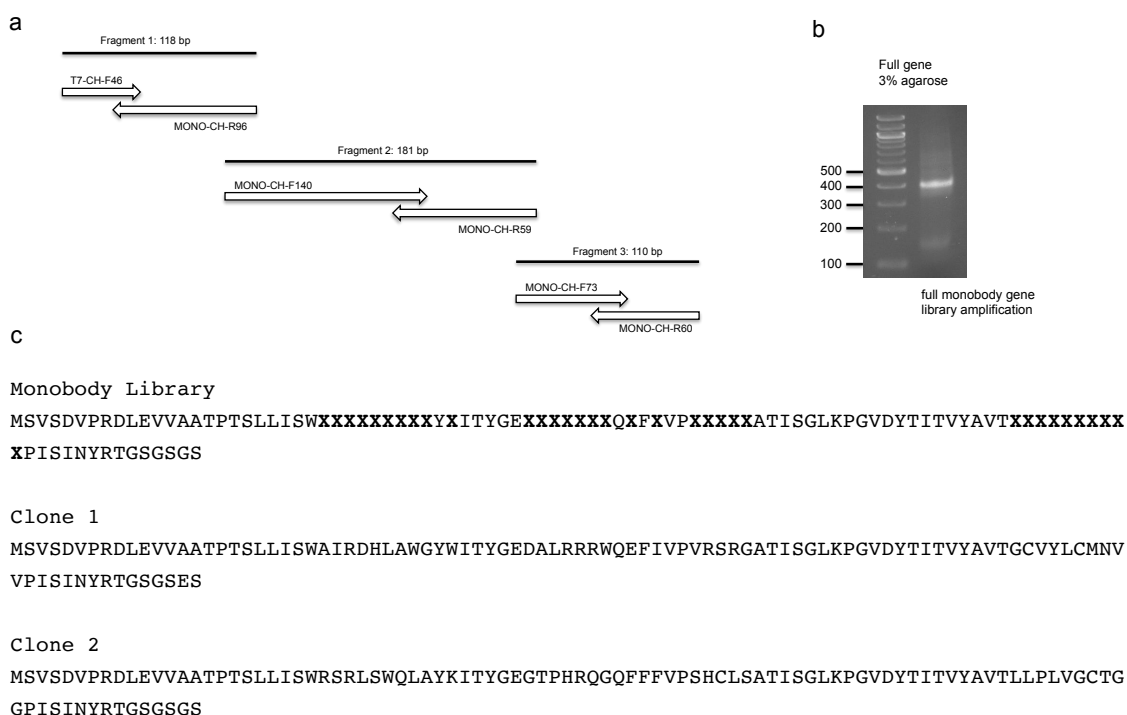 a
Fragment 1: 118 bp
T7-CH-F46
MONO-CH-R96
Fragment 2: 181 bp
MONO-CH-F140
MONO-CH-R59
Fragment 3: 110 bp
MONO-CH-F73
MONO-CH-R60
b
Full gene
3% agarose
500
400
300
200
100
full monobody gene
library amplification
c
Monobody Library
MSVSDVPRDLEVVAATPTSLLISWXXXXXXXXXYXITYGEXXXXXXXQXFXVPXXXXXATISGLKPGVDYTITVYAVTXXXXXXXXX
XPISINYRTGSGSGS
Clone 1
MSVSDVPRDLEVVAATPTSLLISWAIRDHLAWGYWITYGEDALRRRWQEFIVPVRSRGATISGLKPGVDYTITVYAVTGCVYLCMNV
VPISINYRTGSGSES
Clone 2
MSVSDVPRDLEVVAATPTSLLISWRSRLSWQLAYKITYGEGTPHRQGQFFFVPSHCLSATISGLKPGVDYTITVYAVTLLPLVGCTG
GPISINYRTGSGSGS